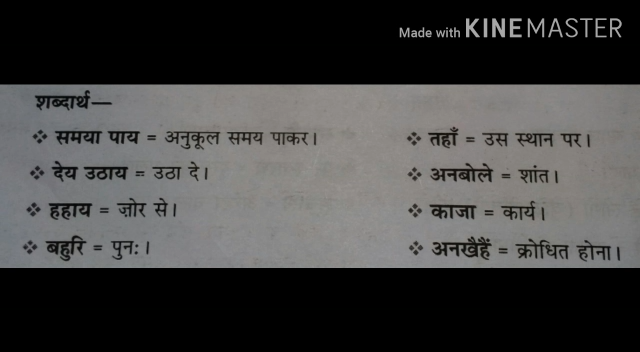 Made with KINEMASTER
शब्दार्थ—
❖ समया पाय = अनुकूल समय पाकर।
❖ देय उठाय = उठा दे।
❖ हहाय = ज़ोर से।
❖ बहुरि = पुनः।
❖ तहाँ = उस स्थान पर।
❖ अनबोले = शांत।
❖ काजा = कार्य।
❖ अनखैहैं = क्रोधित होना।